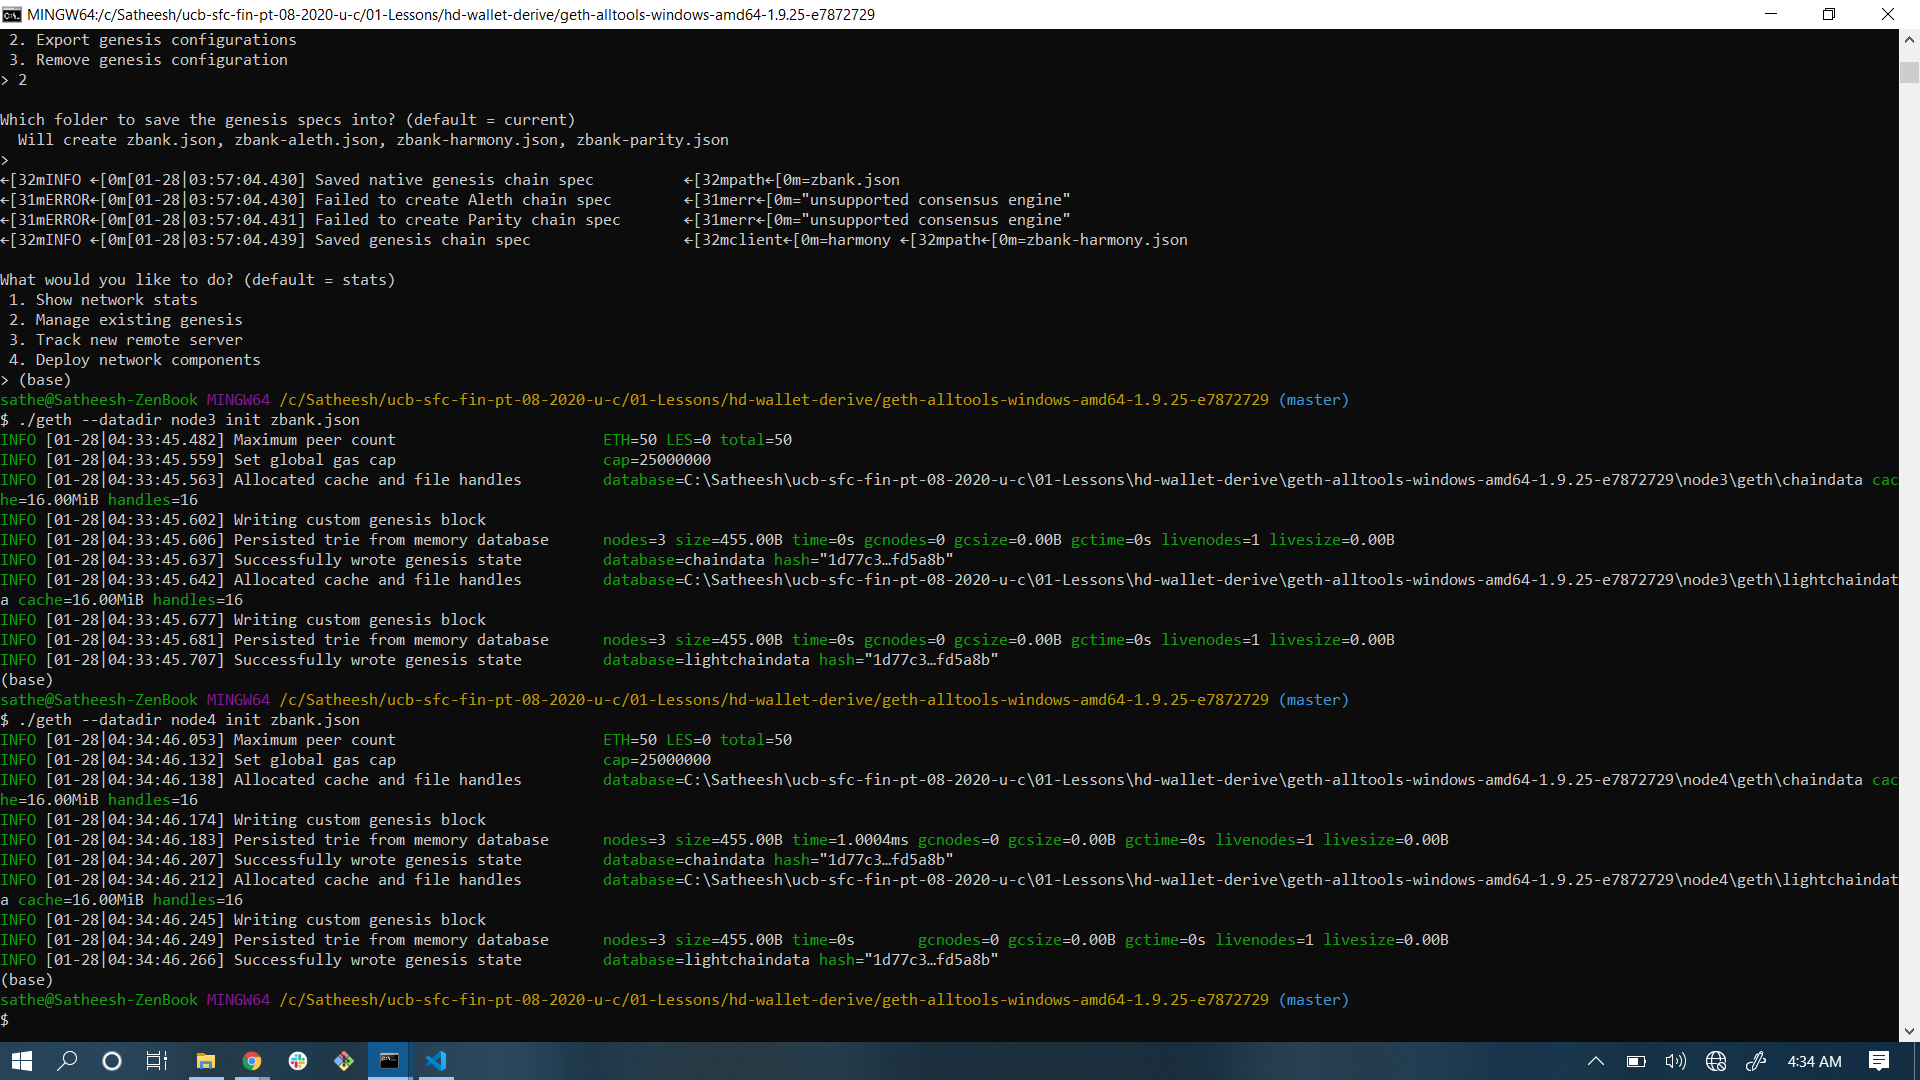 MINGW64:/c/Satheesh/ucb-sfc-fin-pt-08-2020-u-c/01-Lessons/hd-wallet-derive/geth-alltools-windows-amd64-1.9.25-e7872729
2. Export genesis configurations
3. Remove genesis configuration
> 2
Which folder to save the genesis specs into? (default = current)
Will create zbank.json, zbank-aleth.json, zbank-harmony.json, zbank-parity.json
>
←[32mINFO ←[0m[01-28|03:57:04.430] Saved native genesis chain spec ←[32mpath←[0m=zbank.json
←[31mERROR←[0m[01-28|03:57:04.430] Failed to create Aleth chain spec ←[31merr←[0m="unsupported consensus engine"
←[31mERROR←[0m[01-28|03:57:04.431] Failed to create Parity chain spec ←[31merr←[0m="unsupported consensus engine"
←[32mINFO ←[0m[01-28|03:57:04.439] Saved genesis chain spec ←[32mclient←[0m=harmony ←[32mpath←[0m=zbank-harmony.json
What would you like to do? (default = stats)
1. Show network stats
2. Manage existing genesis
3. Track new remote server
4. Deploy network components
> (base)
sathe@Satheesh-ZenBook MINGW64 /c/Satheesh/ucb-sfc-fin-pt-08-2020-u-c/01-Lessons/hd-wallet-derive/geth-alltools-windows-amd64-1.9.25-e7872729 (master)
$ ./geth --datadir node3 init zbank.json
INFO [01-28|04:33:45.482] Maximum peer count ETH=50 LES=0 total=50
INFO [01-28|04:33:45.559] Set global gas cap cap=25000000
INFO [01-28|04:33:45.563] Allocated cache and file handles database=C:\Satheesh\ucb-sfc-fin-pt-08-2020-u-c\01-Lessons\hd-wallet-derive\geth-alltools-windows-amd64-1.9.25-e7872729\node3\geth\chaindata cac
he=16.00MiB handles=16
INFO [01-28|04:33:45.602] Writing custom genesis block
INFO [01-28|04:33:45.606] Persisted trie from memory database nodes=3 size=455.00B time=0s gcnodes=0 gcsize=0.00B gctime=0s livenodes=1 livesize=0.00B
INFO [01-28|04:33:45.637] Successfully wrote genesis state database=chaindata hash="1d77c3…fd5a8b"
INFO [01-28|04:33:45.642] Allocated cache and file handles database=C:\Satheesh\ucb-sfc-fin-pt-08-2020-u-c\01-Lessons\hd-wallet-derive\geth-alltools-windows-amd64-1.9.25-e7872729\node3\geth\lightchaindat
a cache=16.00MiB handles=16
INFO [01-28|04:33:45.677] Writing custom genesis block
INFO [01-28|04:33:45.681] Persisted trie from memory database nodes=3 size=455.00B time=0s gcnodes=0 gcsize=0.00B gctime=0s livenodes=1 livesize=0.00B
INFO [01-28|04:33:45.707] Successfully wrote genesis state database=lightchaindata hash="1d77c3…fd5a8b"
(base)
sathe@Satheesh-ZenBook MINGW64 /c/Satheesh/ucb-sfc-fin-pt-08-2020-u-c/01-Lessons/hd-wallet-derive/geth-alltools-windows-amd64-1.9.25-e7872729 (master)
$ ./geth --datadir node4 init zbank.json
INFO [01-28|04:34:46.053] Maximum peer count ETH=50 LES=0 total=50
INFO [01-28|04:34:46.132] Set global gas cap cap=25000000
INFO [01-28|04:34:46.138] Allocated cache and file handles database=C:\Satheesh\ucb-sfc-fin-pt-08-2020-u-c\01-Lessons\hd-wallet-derive\geth-alltools-windows-amd64-1.9.25-e7872729\node4\geth\chaindata cac
he=16.00MiB handles=16
INFO [01-28|04:34:46.174] Writing custom genesis block
INFO [01-28|04:34:46.183] Persisted trie from memory database nodes=3 size=455.00B time=1.0004ms gcnodes=0 gcsize=0.00B gctime=0s livenodes=1 livesize=0.00B
INFO [01-28|04:34:46.207] Successfully wrote genesis state database=chaindata hash="1d77c3…fd5a8b"
INFO [01-28|04:34:46.212] Allocated cache and file handles database=C:\Satheesh\ucb-sfc-fin-pt-08-2020-u-c\01-Lessons\hd-wallet-derive\geth-alltools-windows-amd64-1.9.25-e7872729\node4\geth\lightchaindat
a cache=16.00MiB handles=16
INFO [01-28|04:34:46.245] Writing custom genesis block
INFO [01-28|04:34:46.249] Persisted trie from memory database nodes=3 size=455.00B time=0s gcnodes=0 gcsize=0.00B gctime=0s livenodes=1 livesize=0.00B
INFO [01-28|04:34:46.266] Successfully wrote genesis state database=lightchaindata hash="1d77c3…fd5a8b"
(base)
sathe@Satheesh-ZenBook MINGW64 /c/Satheesh/ucb-sfc-fin-pt-08-2020-u-c/01-Lessons/hd-wallet-derive/geth-alltools-windows-amd64-1.9.25-e7872729 (master)
$
4:34 AM